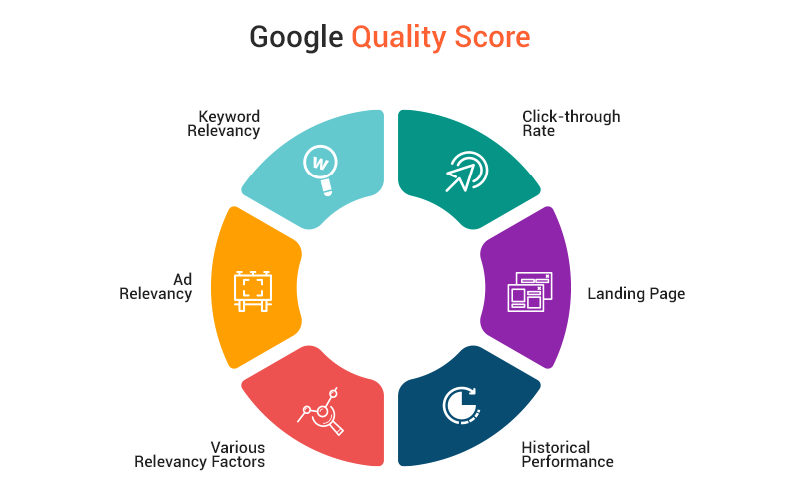 Google Quality Score
Keyword
Relevancy
Click-through
Rate
Ad
Relevancy
Landing Page
Various
Relevancy Factors
Historical
Performance
W